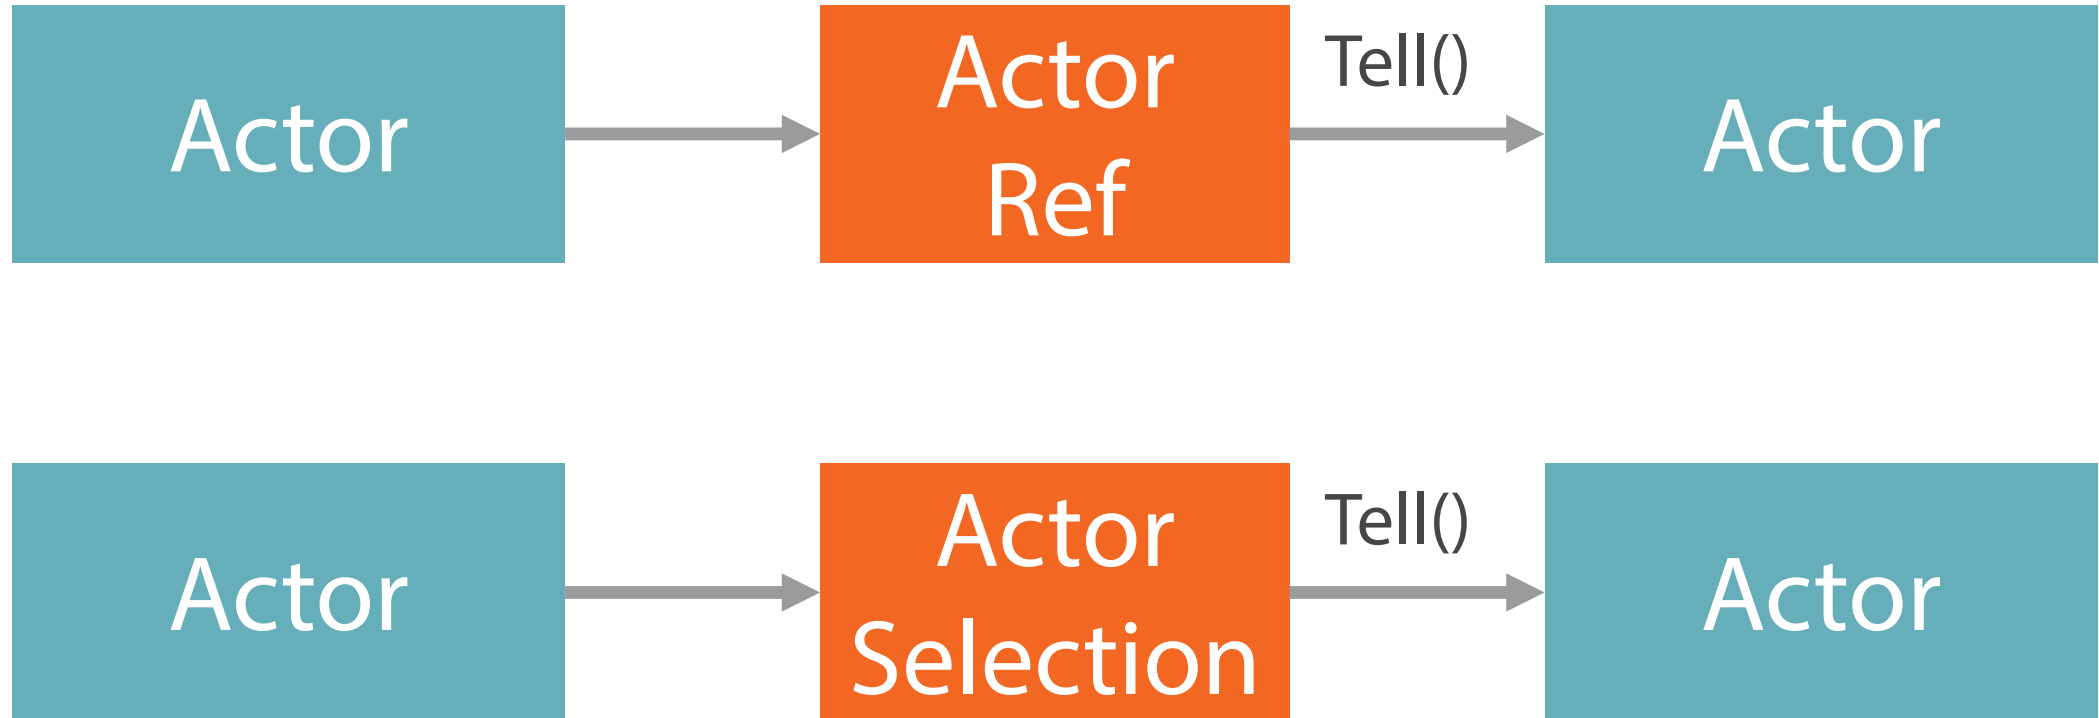 Actor
Actor
Ref
Tell()
Actor
Actor
Actor
Selection
Tell()
Actor